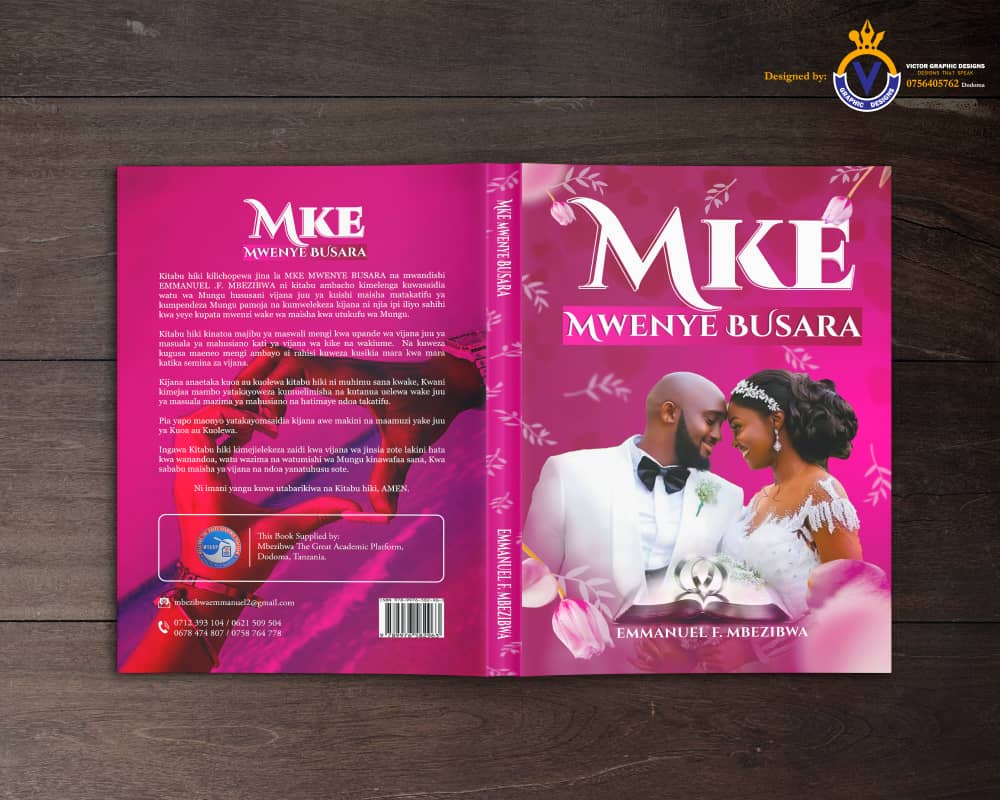 Designed by:
V
GRAPHIC DESIGNS
VICTOR GRAPHIC DESIGNS
DESIGNS THAT SPEAK
0756405762 Dodoma
MKE
MWENYE BUSARA
Kitabu hiki kilichopewa jina la MKE MWENYE BUSARA na mwandishi
EMMANUEL .F. MBEZIBWA ni kitabu ambacho kimelenga kuwasaidia
watu wa Mungu hususani vijana juu ya kuishi maisha matakatifu ya
kumpendeza Mungu pamoja na kumwelekeza kijana ni njia ipi iliyo sahihi
kwa yeye kupata mwenzi wake wa maisha kwa utukufu wa Mungu.
Kitabu hiki kinatoa majibu ya maswali mengi kwa upande wa vijana juu ya
masuala ya mahusiano kati ya vijana wa kike na wakiume. Na kuweza
kugusa maeneo mengi ambayo si rahisi kuweza kusikia mara kwa mara
katika semina za vijana.
Kijana anaetaka kuoa au kuolewa kitabu hiki ni muhimu sana kwake, Kwani
kimejaa mambo yatakayoweza kumuelimisha na kutanua uelewa wake juu
ya masuala mazima ya mahusiano na hatimaye ndoa takatifu.
Pia yapo maonyo yatakayomsaidia kijana awe makini na maamuzi yake juu
ya Kuoa au Kuolewa.
Ingawa Kitabu hiki kimejielekeza zaidi kwa vijana wa jinsia zote lakini hata
kwa wanandoa, watu wazima na watumishi wa Mungu kinawafaa sana, Kwa
sababu maisha ya vijana na ndoa yanatuhusu sote.
Ni imani yangu kuwa utabarikiwa na Kitabu hiki, AMEN.
This Book Supplied by:
Mbezibwa The Great Academic Platform,
Dodoma, Tanzania.
mbezibwaemmanuel2@gmail.com
0712 393 104 / 0621 509 504
0678 474 807 / 0758 764 778
MKE MWENYE BUSARA
EMMANUEL F. MBEZIBWA
MKE
MWENYE BUSARA
EMMANUEL F. MBEZIBWA